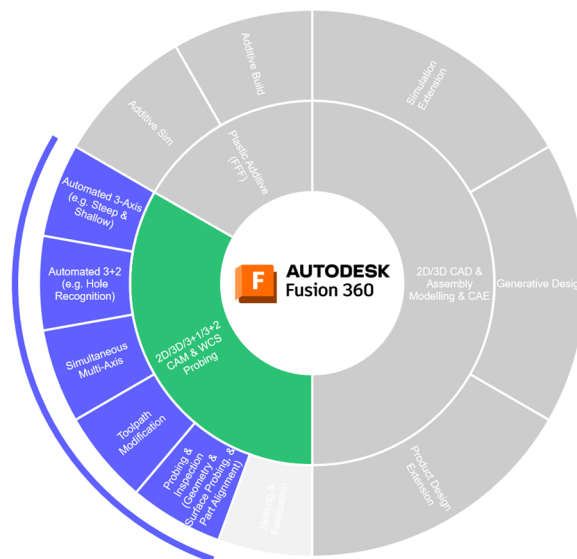 Additive Build
Simulation
Extension
Additive Sim
Plastic Additive
(FFF)
Automated 3-Axis
(e.g. Steep &
Shallow)
Automated 3+2
(e.g. Hole
Recognition)
F
AUTODESK
Fusion 360
2D/3D CAD &
Assembly
Modelling & CAE
Generative Design
2D/3D/3+1/3+2
CAM & WCS
Probing
Simultaneous
Multi-Axis
Toolpath
Modification
Probing &
Inspection
(Geometry &
Surface Probing, &
Part Alignment)
Nesting &
Fabrication
Product Design
Extension